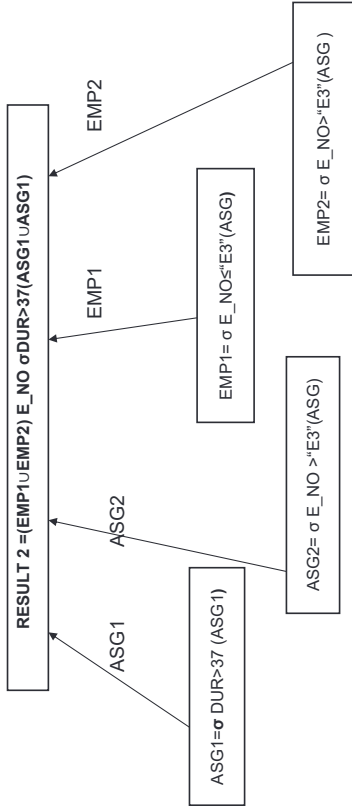 RESULT 2 =(EMP1∪EMP2) E_NO σDUR>37(ASG1∪ASG1)
ASG1
ASG2
EMP1
EMP2
ASG1=σ DUR>37 (ASG1)
ASG2= σ E_NO >“E3”(ASG)
EMP1= σ E_NO≤“E3”(ASG)
EMP2= σ E_NO>“E3”(ASG )